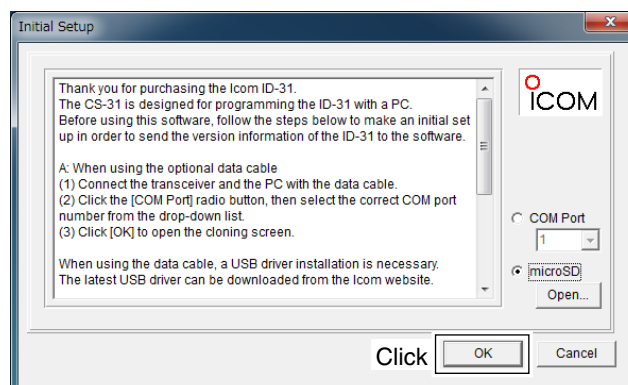 Initial Setup
Thank you for purchasing the Icom ID-31.
The CS-31 is designed for programming the ID-31 with a PC.
Before using this software, follow the steps below to make an initial set
up in order to send the version information of the ID-31 to the software.
A: When using the optional data cable
(1) Connect the transceiver and the PC with the data cable.
(2) Click the [COM Port] radio button, then select the correct COM port
number from the drop-down list.
(3) Click [OK] to open the cloning screen.
When using the data cable, a USB driver installation is necessary.
The latest USB driver can be downloaded from the Icom website.
ICOM
COM Port
1
microSD
Open...
Click
OK
Cancel